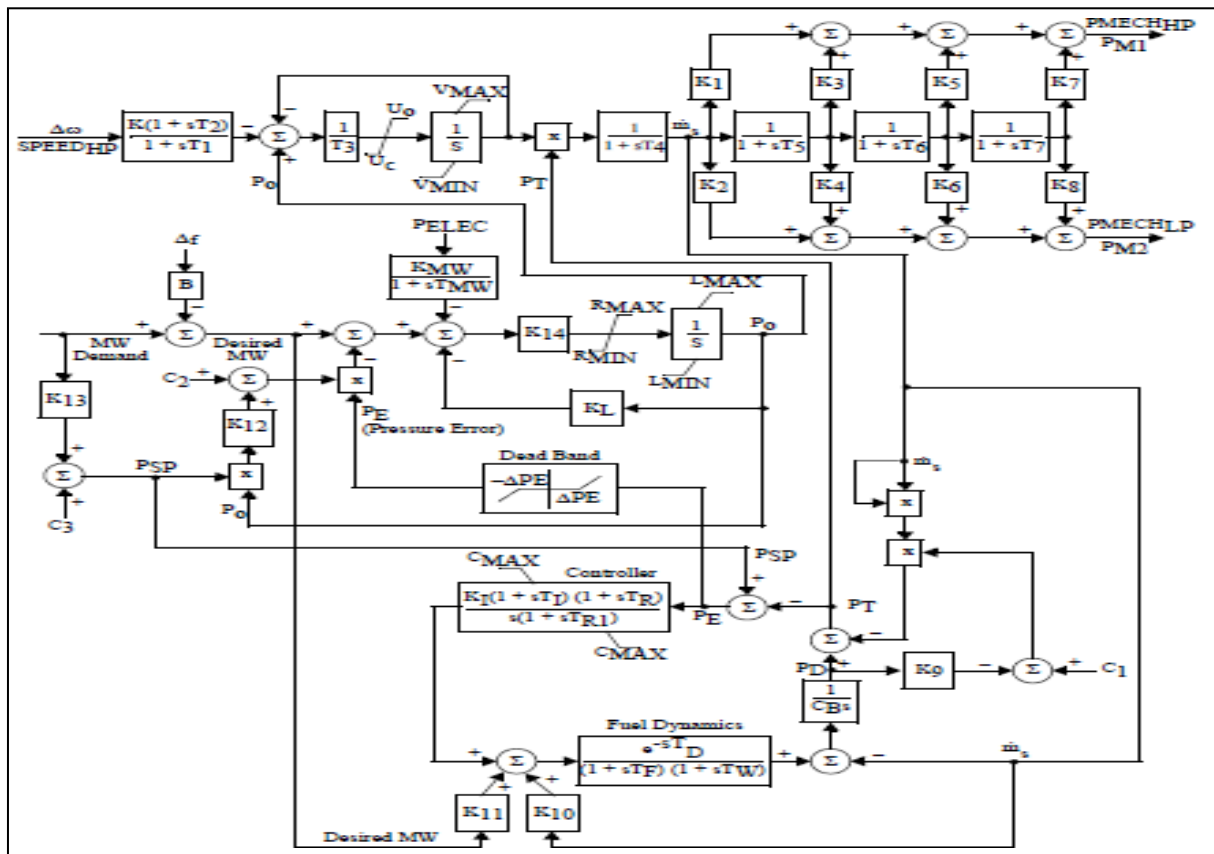 PMECHHP
PM1
K1
K3
K5
K7
VMAX
Uo
Δω
SPEEDHP
K(1 + sT2)
1 + sT1
Σ
1
T3
Uc
1
S
VMIN
x
1
1 + sT4
ṁs
1
1 + sT5
1
1 + sT6
1
1 + sT7
Po
PT
K2
K4
K6
K8
PMECHLP
PM2
PELEC
Δf
B
KMW
1 + sTMW
LMAX
RMAX
MW Demand
Σ
Desired MW
Σ
Σ
K14
RMIN
1
S
Po
LMIN
C2
Σ
x
K13
K12
PE
(Pressure Error)
KL
Σ
PSP
x
C3
Po
Dead Band
-ΔPE
ΔPE
ṁs
x
x
PSP
CMAX
Controller
KI(1 + sTI) (1 + sTR)
s(1 + sTR1)
CMAX
PE
Σ
PT
Σ
PD
K9
Σ
C1
1
CBs
Fuel Dynamics
Σ
e-sTD
(1 + sTF) (1 + sTW)
Σ
ṁs
K11
K10
Desired MW